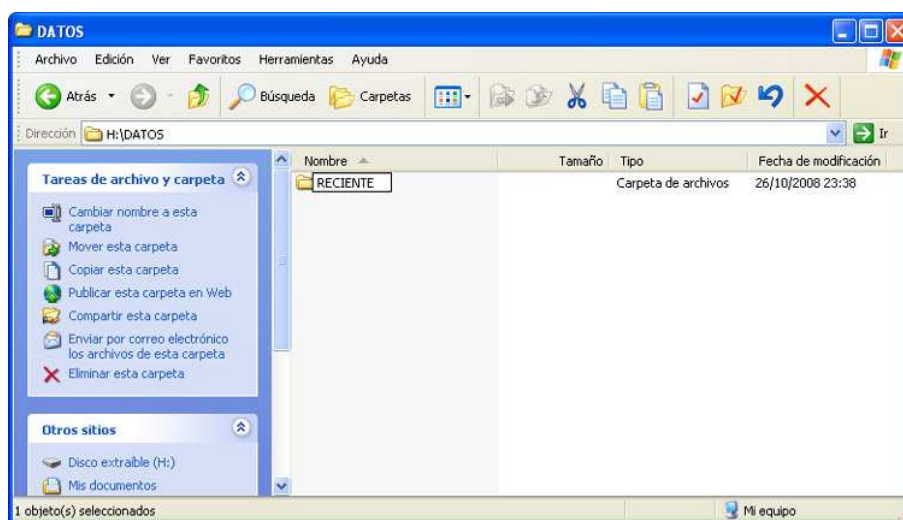 DATOS
Archivo Edición Ver Favoritos Herramientas Ayuda
Atrás Búsqueda Carpetas
Dirección H:\DATOS Ir
Nombre Tamaño Tipo Fecha de modificación
RECIENTE Carpeta de archivos 26/10/2008 23:38
Tareas de archivo y carpeta
Cambiar nombre a esta
carpeta
Mover esta carpeta
Copiar esta carpeta
Publicar esta carpeta en Web
Compartir esta carpeta
Enviar por correo electrónico
los archivos de esta carpeta
Eliminar esta carpeta
Otros sitios
Disco extraíble (H:)
Mis documentos
1 objeto(s) seleccionados Mi equipo